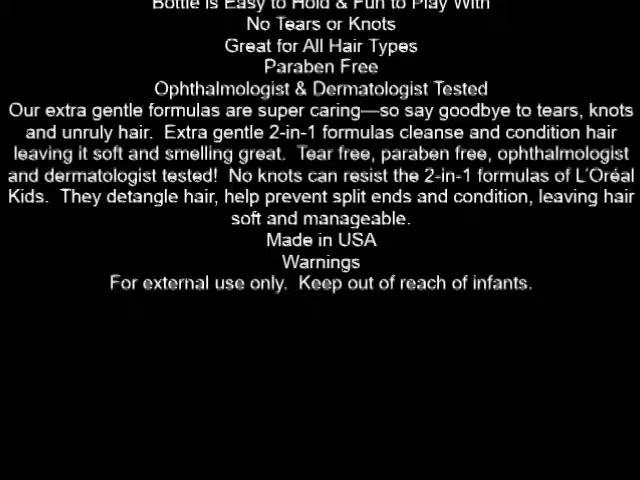 Bottle is Easy to Hold & Fun to Play With
No Tears or Knots
Great for All Hair Types
Paraben Free
Ophthalmologist & Dermatologist Tested
Our extra gentle formulas are super caring—so say goodbye to tears, knots
and unruly hair.  Extra gentle 2-in-1 formulas cleanse and condition hair
leaving it soft and smelling great.  Tear free, paraben free, ophthalmologist
and dermatologist tested!  No knots can resist the 2-in-1 formulas of L'Oréal
Kids.  They detangle hair, help prevent split ends and condition, leaving hair
soft and manageable.
Made in USA
Warnings
For external use only.  Keep out of reach of infants.